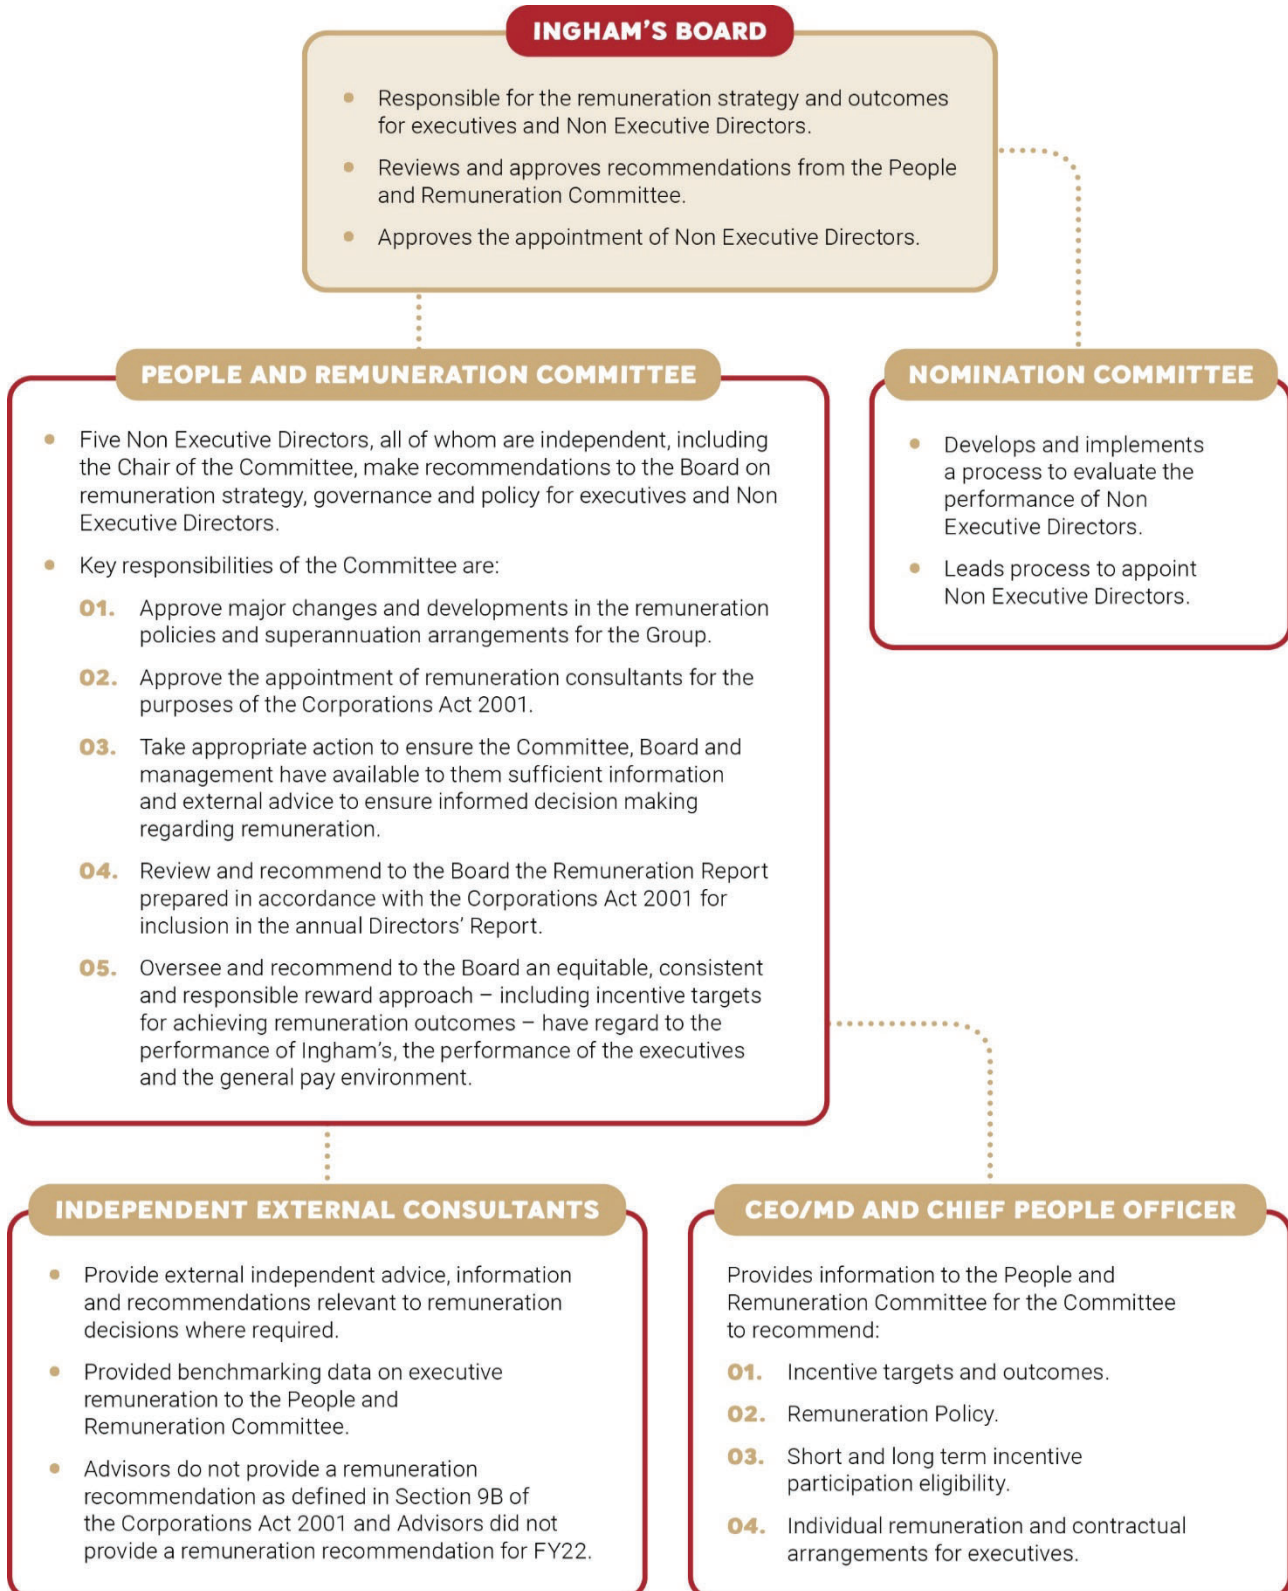 INGHAM'S BOARD
• Responsible for the remuneration strategy and outcomes
for executives and Non Executive Directors.
• Reviews and approves recommendations from the People
and Remuneration Committee.
• Approves the appointment of Non Executive Directors.
PEOPLE AND REMUNERATION COMMITTEE
• Five Non Executive Directors, all of whom are independent, including
the Chair of the Committee, make recommendations to the Board on
remuneration strategy, governance and policy for executives and Non
Executive Directors.
• Key responsibilities of the Committee are:
01. Approve major changes and developments in the remuneration
policies and superannuation arrangements for the Group.
02. Approve the appointment of remuneration consultants for the
purposes of the Corporations Act 2001.
03. Take appropriate action to ensure the Committee, Board and
management have available to them sufficient information
and external advice to ensure informed decision making
regarding remuneration.
04. Review and recommend to the Board the Remuneration Report
prepared in accordance with the Corporations Act 2001 for
inclusion in the annual Directors' Report.
05. Oversee and recommend to the Board an equitable, consistent
and responsible reward approach – including incentive targets
for achieving remuneration outcomes – have regard to the
performance of Ingham's, the performance of the executives
and the general pay environment.
NOMINATION COMMITTEE
• Develops and implements
a process to evaluate the
performance of Non
Executive Directors.
• Leads process to appoint
Non Executive Directors.
INDEPENDENT EXTERNAL CONSULTANTS
• Provide external independent advice, information
and recommendations relevant to remuneration
decisions where required.
• Provided benchmarking data on executive
remuneration to the People and
Remuneration Committee.
• Advisors do not provide a remuneration
recommendation as defined in Section 9B of
the Corporations Act 2001 and Advisors did not
provide a remuneration recommendation for FY22.
CEO/MD AND CHIEF PEOPLE OFFICER
Provides information to the People and
Remuneration Committee for the Committee
to recommend:
01. Incentive targets and outcomes.
02. Remuneration Policy.
03. Short and long term incentive
participation eligibility.
04. Individual remuneration and contractual
arrangements for executives.